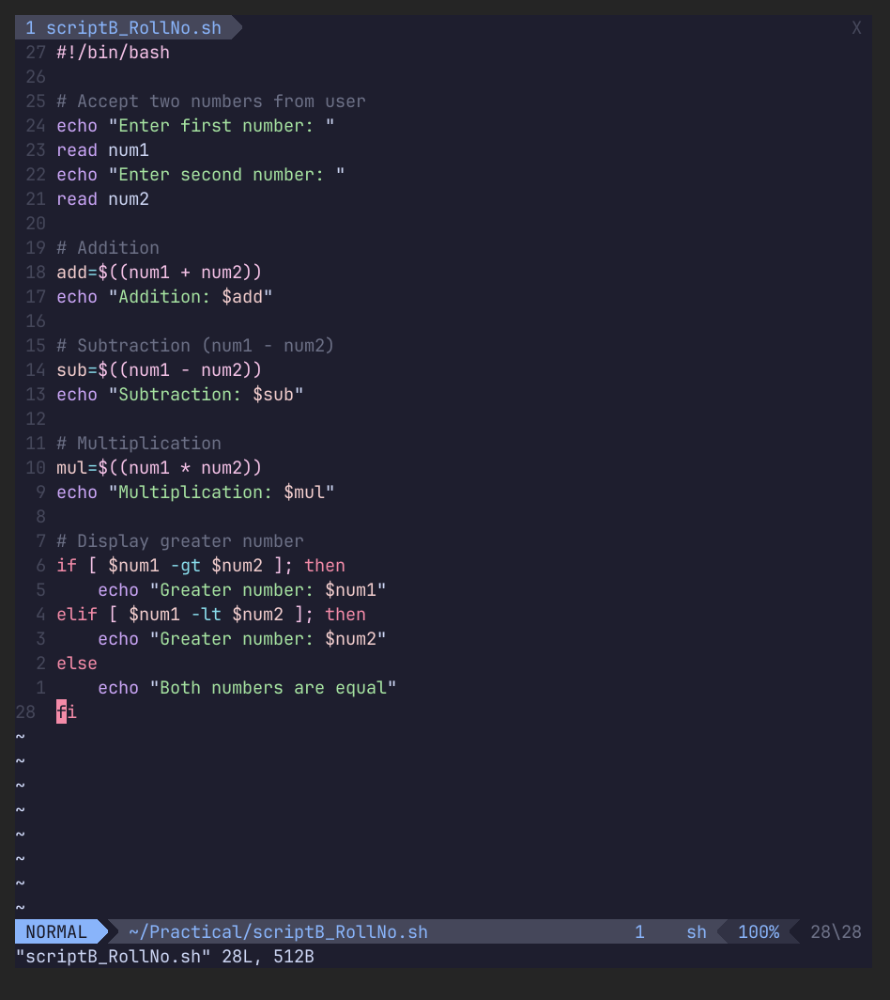 1 scriptB_RollNo.sh X
27 #!/bin/bash
26
25 # Accept two numbers from user
24 echo "Enter first number: "
23 read num1
22 echo "Enter second number: "
21 read num2
20
19 # Addition
18 add=$((num1 + num2))
17 echo "Addition: $add"
16
15 # Subtraction (num1 - num2)
14 sub=$((num1 - num2))
13 echo "Subtraction: $sub"
12
11 # Multiplication
10 mul=$((num1 * num2))
9 echo "Multiplication: $mul"
8
7 # Display greater number
6 if [ $num1 -gt $num2 ]; then
5     echo "Greater number: $num1"
4 elif [ $num1 -lt $num2 ]; then
3     echo "Greater number: $num2"
2 else
1     echo "Both numbers are equal"
28 fi
~
~
~
~
~
~
~
~
NORMAL ~/Practical/scriptB_RollNo.sh 1 sh 100% 28\28
"scriptB_RollNo.sh" 28L, 512B